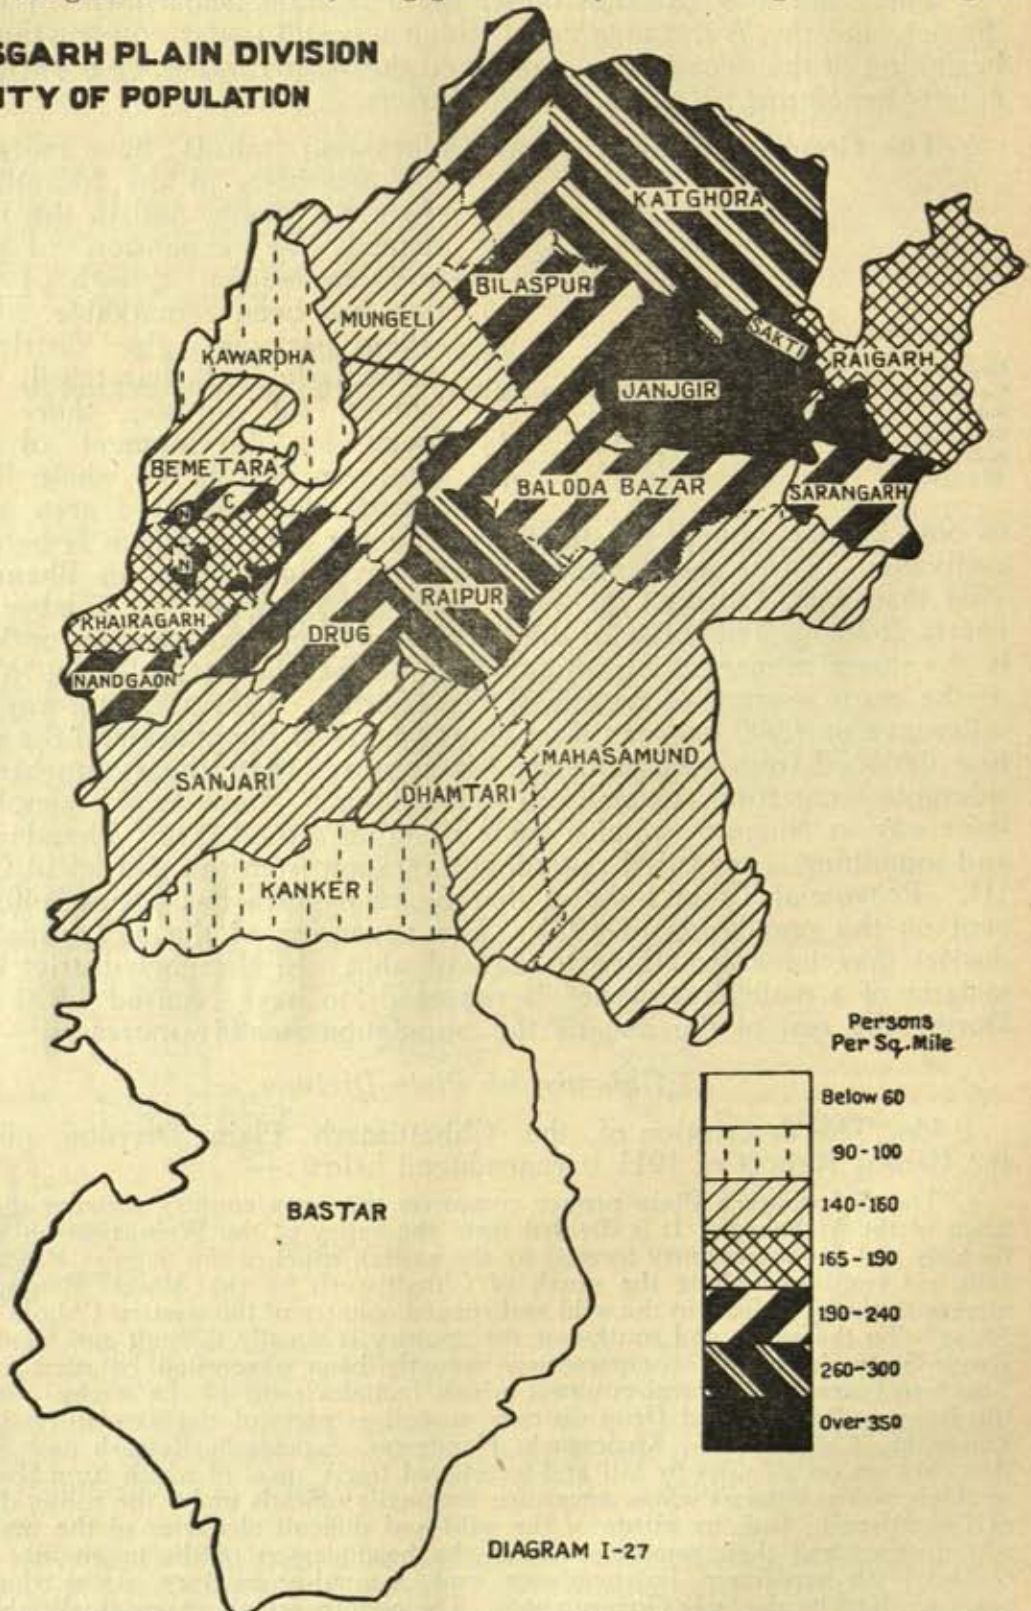 SGARH PLAIN DIVISION
ITY OF POPULATION
KATGHORA
BILASPUR
MUNGELI
SAKTI
KAWARDHA
RAIGARH
JANJGIR
BEMETARA
C
BALODA BAZAR
SARANGARH
N
N
RAIPUR
KHAIRAGARH
DRUG
NANDGAON
MAHASAMUND
SANJARI
DHAMTARI
KANKER
Persons
Per Sq. Mile
Below 60
90-100
140-160
165-190
190-240
260-300
Over 350
BASTAR
DIAGRAM I-27